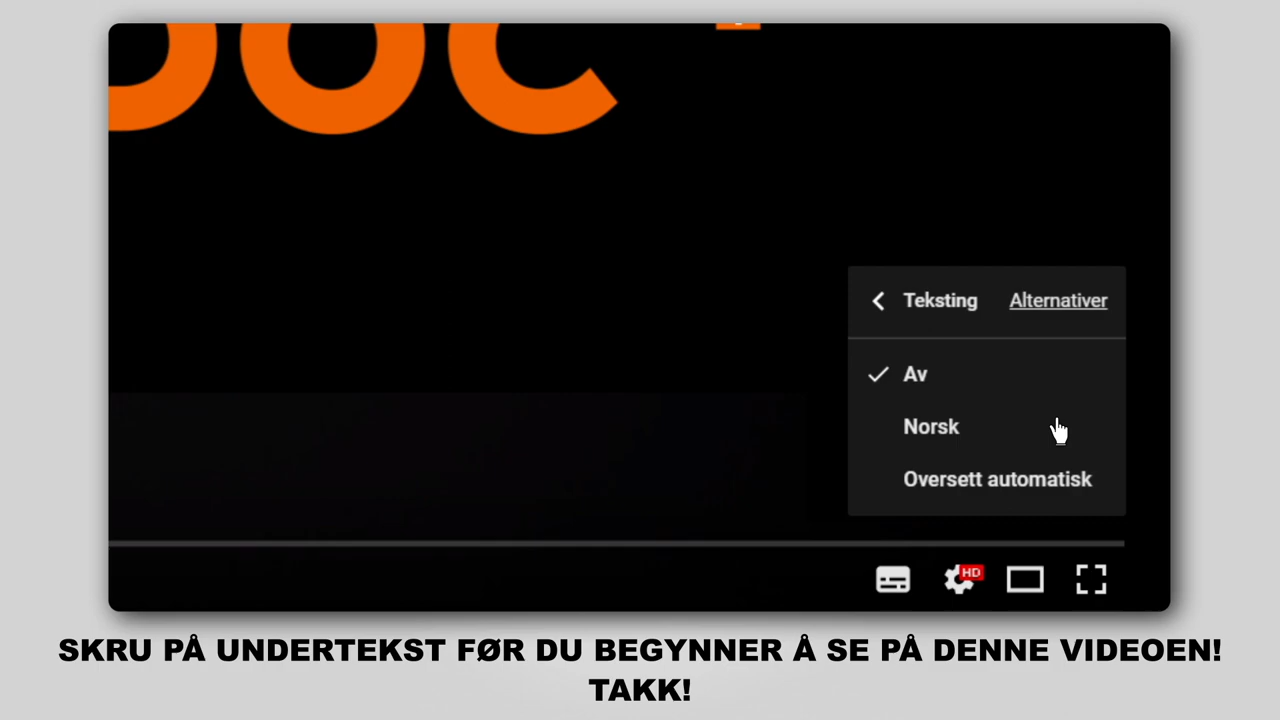 Teksting Alternativer
Av
Norsk
Oversett automatisk
HD
SKRU PÅ UNDERTEKST FØR DU BEGYNNER Å SE PÅ DENNE VIDEOEN!
TAKK!